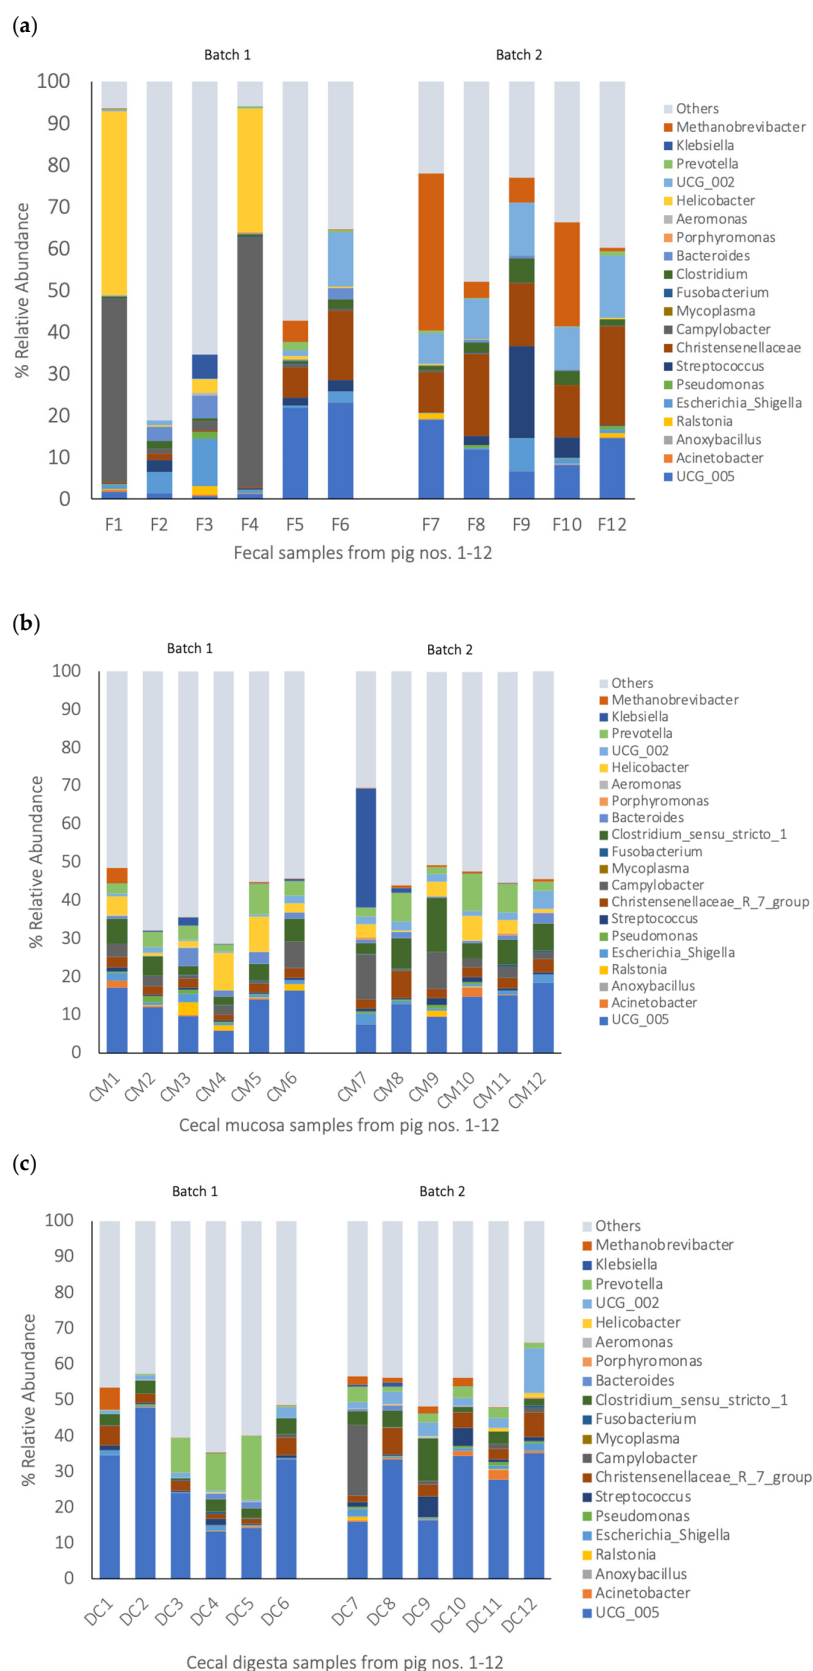 (a)
Batch 1
Batch 2
% Relative Abundance
100
90
80
70
60
50
40
30
20
10
0
F1 F2 F3 F4 F5 F6 F7 F8 F9 F10 F12
Fecal samples from pig nos. 1-12
Others
Methanobrevibacter
Klebsiella
Prevotella
UCG_002
Helicobacter
Aeromonas
Porphyromonas
Bacteroides
Clostridium
Fusobacterium
Mycoplasma
Campylobacter
Christensenellaceae
Streptococcus
Pseudomonas
Escherichia_Shigella
Ralstonia
Anoxybacillus
Acinetobacter
UCG_005
(b)
Batch 1
Batch 2
% Relative Abundance
100
90
80
70
60
50
40
30
20
10
0
CM1 CM2 CM3 CM4 CM5 CM6 CM7 CM8 CM9 CM10 CM11 CM12
Cecal mucosa samples from pig nos. 1-12
Others
Methanobrevibacter
Klebsiella
Prevotella
UCG_002
Helicobacter
Aeromonas
Porphyromonas
Bacteroides
Clostridium_sensu_stricto_1
Fusobacterium
Mycoplasma
Campylobacter
Christensenellaceae_R_7_group
Streptococcus
Pseudomonas
Escherichia_Shigella
Ralstonia
Anoxybacillus
Acinetobacter
UCG_005
(c)
Batch 1
Batch 2
% Relative Abundance
100
90
80
70
60
50
40
30
20
10
0
DC1 DC2 DC3 DC4 DC5 DC6 DC7 DC8 DC9 DC10 DC11 DC12
Cecal digesta samples from pig nos. 1-12
Others
Methanobrevibacter
Klebsiella
Prevotella
UCG_002
Helicobacter
Aeromonas
Porphyromonas
Bacteroides
Clostridium_sensu_stricto_1
Fusobacterium
Mycoplasma
Campylobacter
Christensenellaceae_R_7_group
Streptococcus
Pseudomonas
Escherichia_Shigella
Ralstonia
Anoxybacillus
Acinetobacter
UCG_005